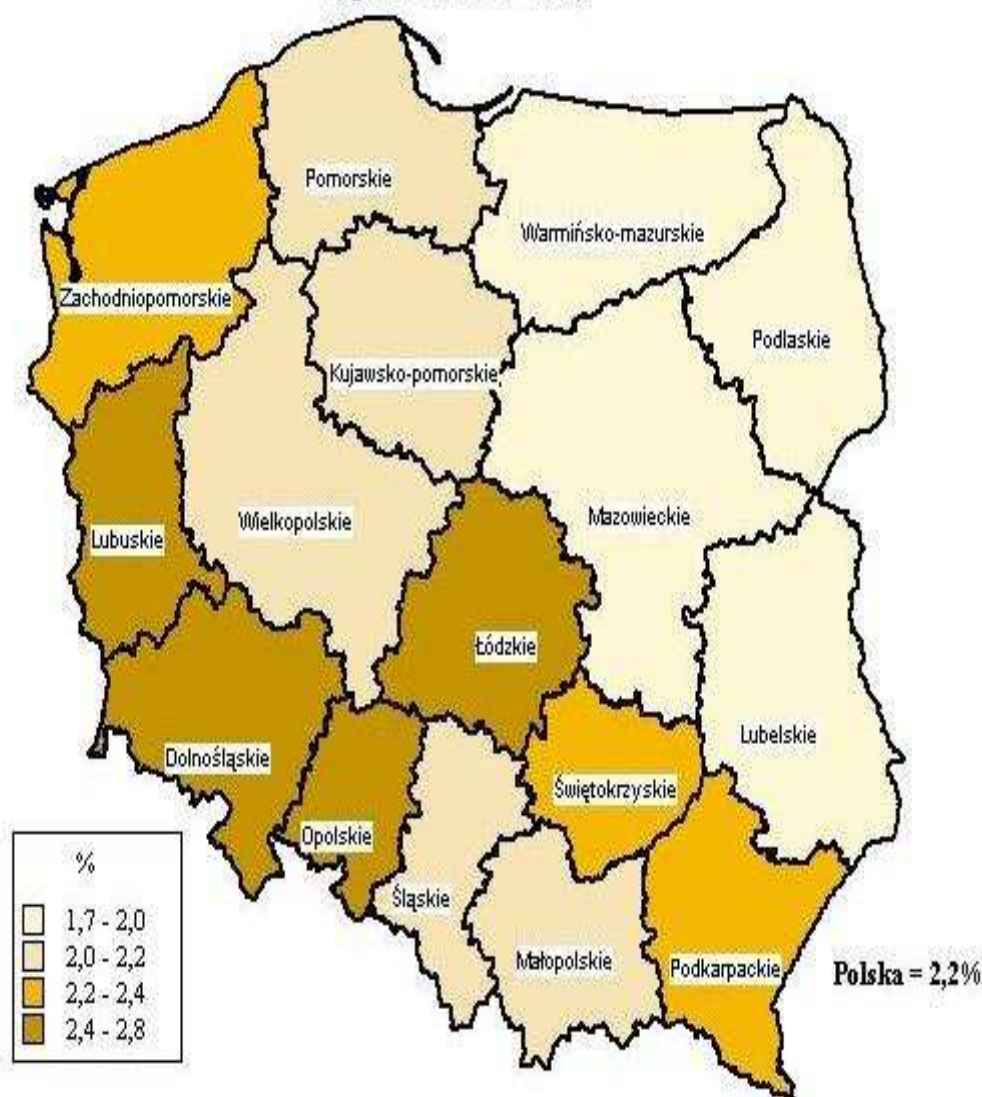 Pomorskie
Warmińsko-mazurskie
Zachodniopomorskie
Podlaskie
Kujawsko-pomorskie
Wielkopolskie
Mazowieckie
Lubuskie
Łódzkie
Lubelskie
Dolnośląskie
Świętokrzyskie
Opolskie
Śląskie
Małopolskie
Podkarpackie
Polska = 2,2%
%
1,7 - 2,0
2,0 - 2,2
2,2 - 2,4
2,4 - 2,8